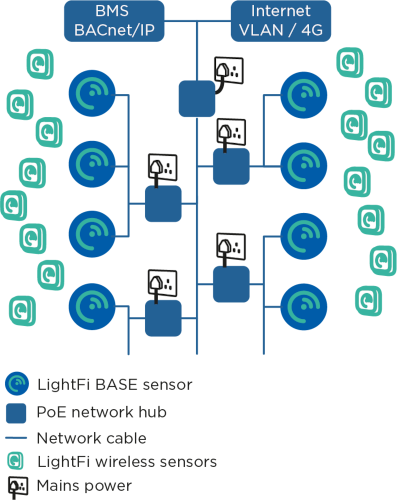 BMS
BACnet/IP
Internet
VLAN / 4G
LightFi BASE sensor
PoE network hub
Network cable
LightFi wireless sensors
Mains power